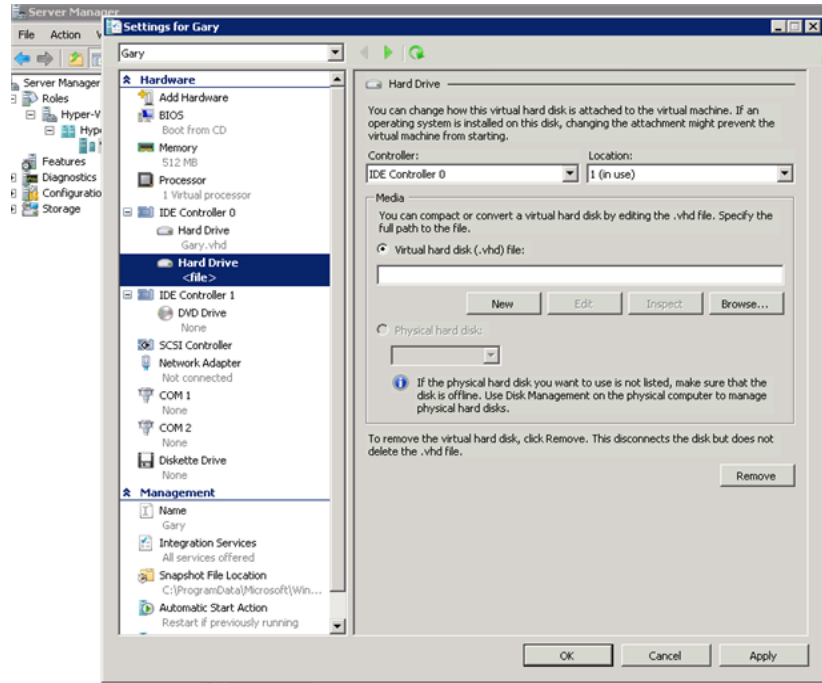 Server Manager
File Action
Server Manager
Roles
Hyper-V
Hyp
Features
Diagnostics
Configuratio
Storage
Settings for Gary
Gary
Hardware
Add Hardware
BIOS
Boot from CD
Memory
512 MB
Processor
1 Virtual processor
IDE Controller 0
Hard Drive
Gary.vhd
Hard Drive
<file>
IDE Controller 1
DVD Drive
None
SCSI Controller
Network Adapter
Not connected
COM 1
None
COM 2
None
Diskette Drive
None
Management
Name
Gary
Integration Services
All services offered
Snapshot File Location
C:\ProgramData\Microsoft\Win...
Automatic Start Action
Restart if previously running
Hard Drive
You can change how this virtual hard disk is attached to the virtual machine. If an
operating system is installed on this disk, changing the attachment might prevent the
virtual machine from starting.
Controller: Location:
IDE Controller 0 1 (in use)
Media
You can compact or convert a virtual hard disk by editing the .vhd file. Specify the
full path to the file.
Virtual hard disk (.vhd) file:
New Edit Inspect Browse...
Physical hard disk:
If the physical hard disk you want to use is not listed, make sure that the
disk is offline. Use Disk Management on the physical computer to manage
physical hard disks.
To remove the virtual hard disk, click Remove. This disconnects the disk but does not
delete the .vhd file.
Remove
OK Cancel Apply